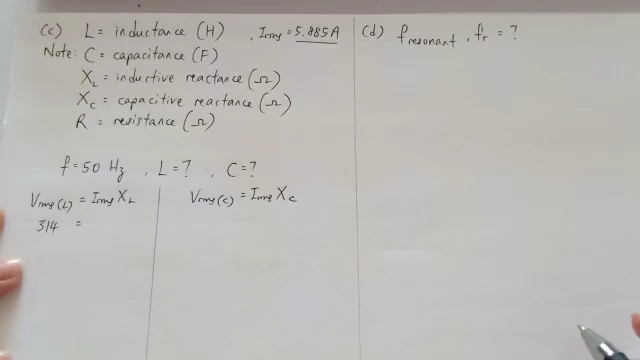 (c) L = inductance (H) , Irms = 5.885A
Note: C = capacitance (F)
XL = inductive reactance (Ω)
XC = capacitive reactance (Ω)
R = resistance (Ω)
f = 50 Hz , L = ? , C = ?
Vrms(L) = Irms XL
314 =
Vrms(C) = Irms XC
(d) fresonant , fr = ?